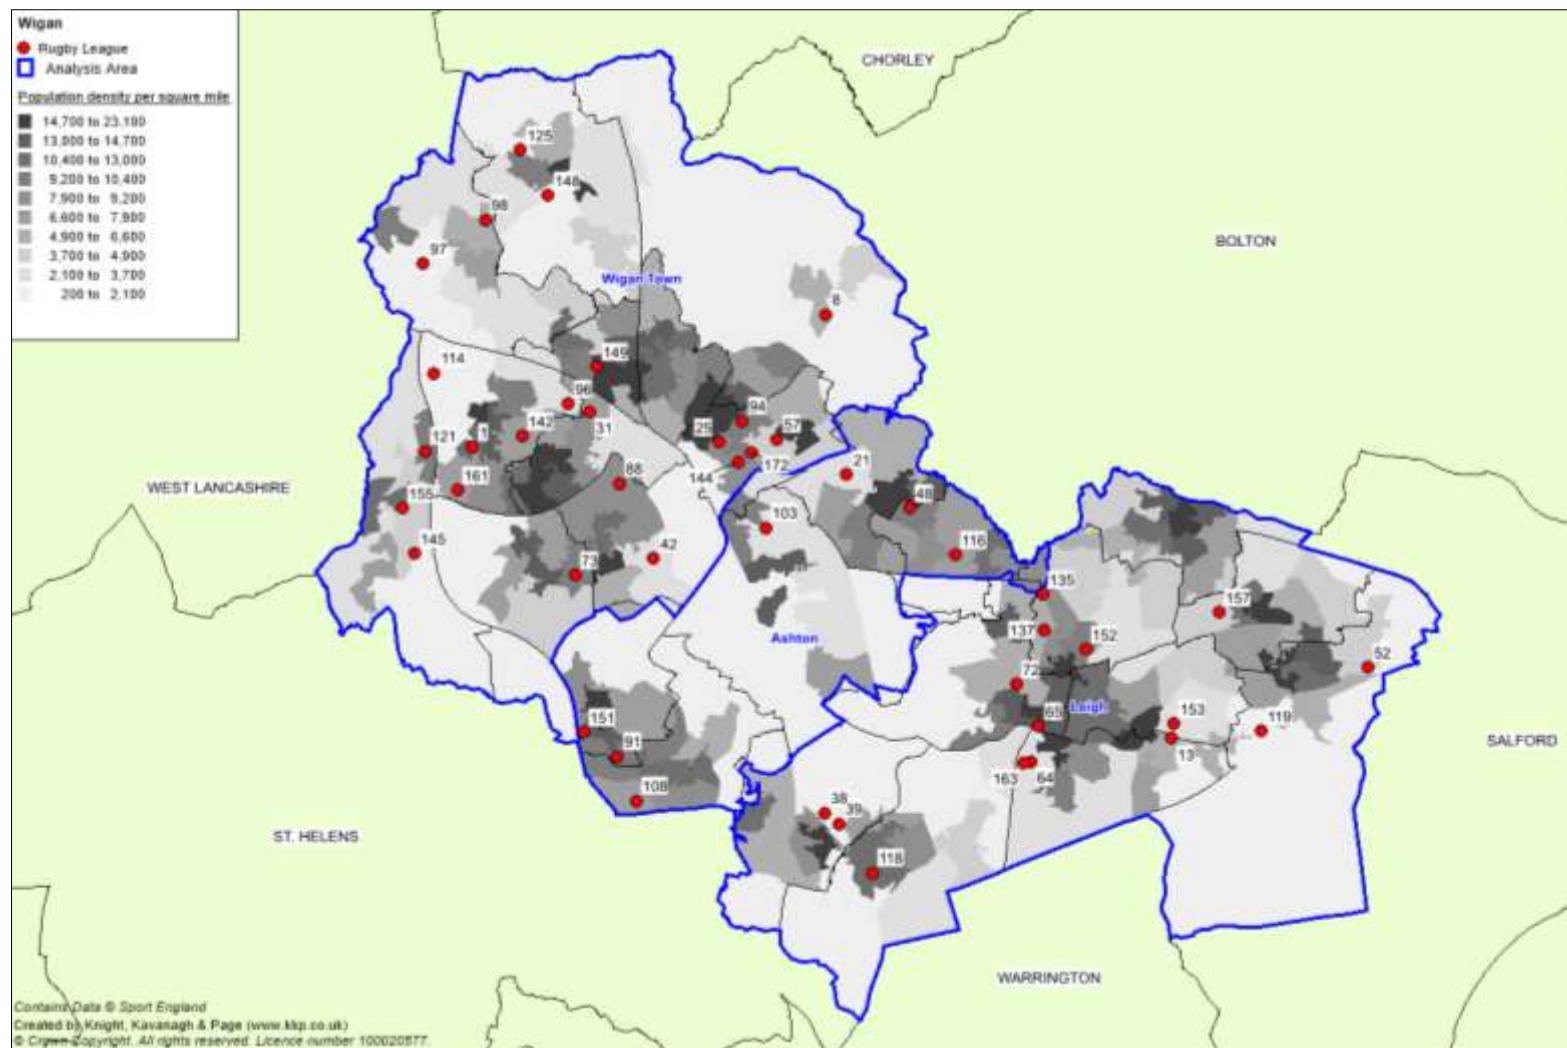 Wigan
Rugby League
Analysis Area
Population density per square mile
14,700 to 23,100
13,000 to 14,700
10,400 to 13,000
9,200 to 10,400
7,900 to 9,200
6,600 to 7,900
4,900 to 6,600
3,700 to 4,900
2,100 to 3,700
200 to 2,100
CHORLEY
125
148
98
BOLTON
97
Wigan Town
8
149
114
96
94
142
31
25
57
121
1
172
88
21
144
WEST LANCASHIRE
161
155
48
103
145
42
116
73
135
157
137
Ashton
152
52
72
Leigh
65
153
151
119
SALFORD
91
13
163
64
108
38
39
ST. HELENS
118
WARRINGTON
Contains Data © Sport England
Created by Knight, Kavanagh & Page (www.kkp.co.uk)
© Crown Copyright. All rights reserved. Licence number 100020577.